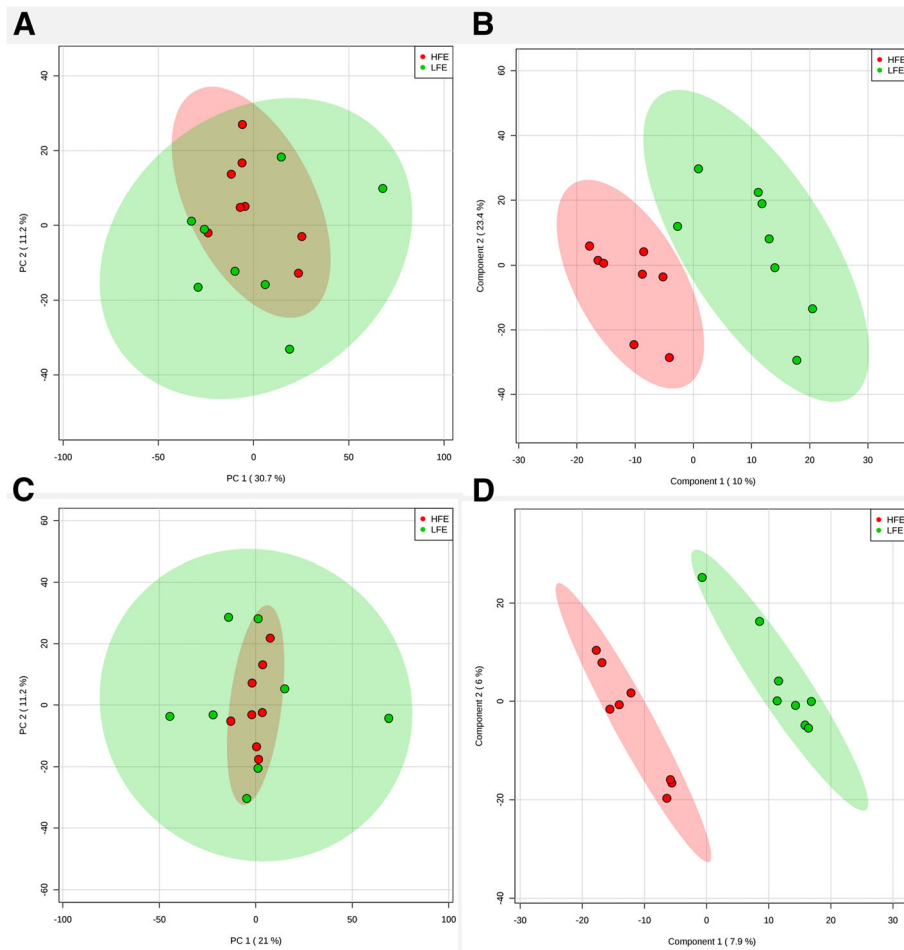 A
HFE
LFE
40
20
0
-20
-40
PC 2 ( 11.2 %)
-100
-50
0
50
100
PC 1 ( 30.7 %)
B
HFE
LFE
60
40
20
0
-20
-40
Component 2 ( 23.4 %)
-30
-20
-10
0
10
20
30
Component 1 ( 10 %)
C
HFE
LFE
60
40
20
0
-20
-40
-60
PC 2 ( 11.2 %)
-100
-50
0
50
100
PC 1 ( 21 %)
D
HFE
LFE
20
0
-20
-40
Component 2 ( 6 %)
-30
-20
-10
0
10
20
30
Component 1 ( 7.9 %)